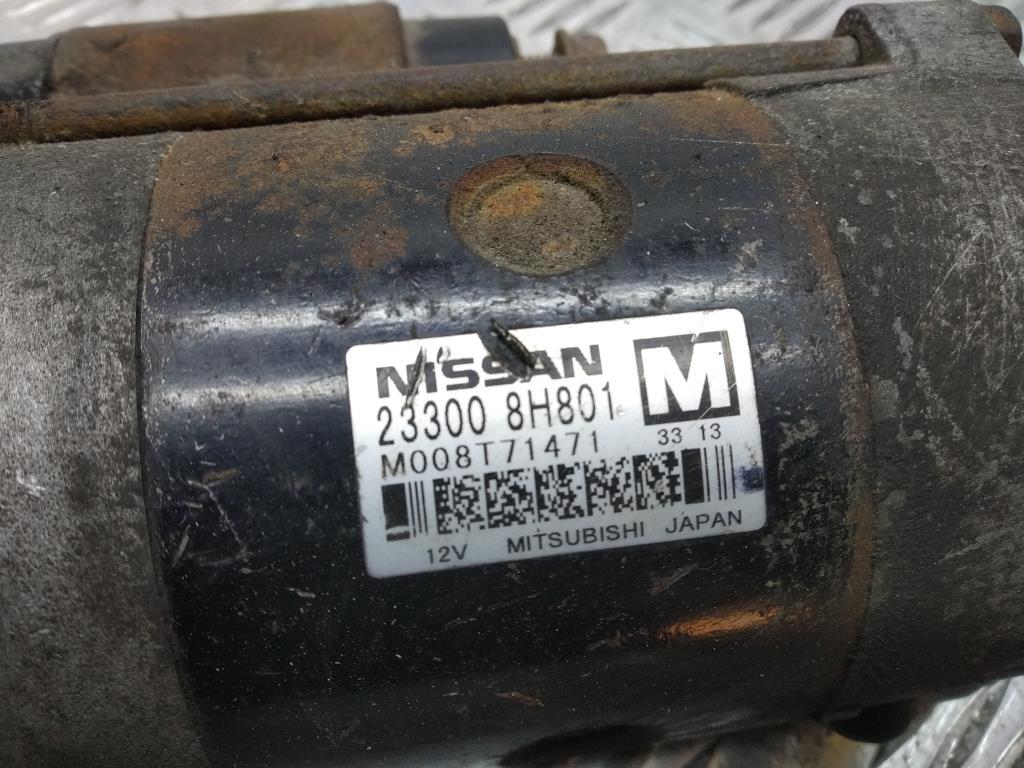 NISSAN
M
23300 8H801
M008T71471
33 13
12V MITSUBISHI JAPAN